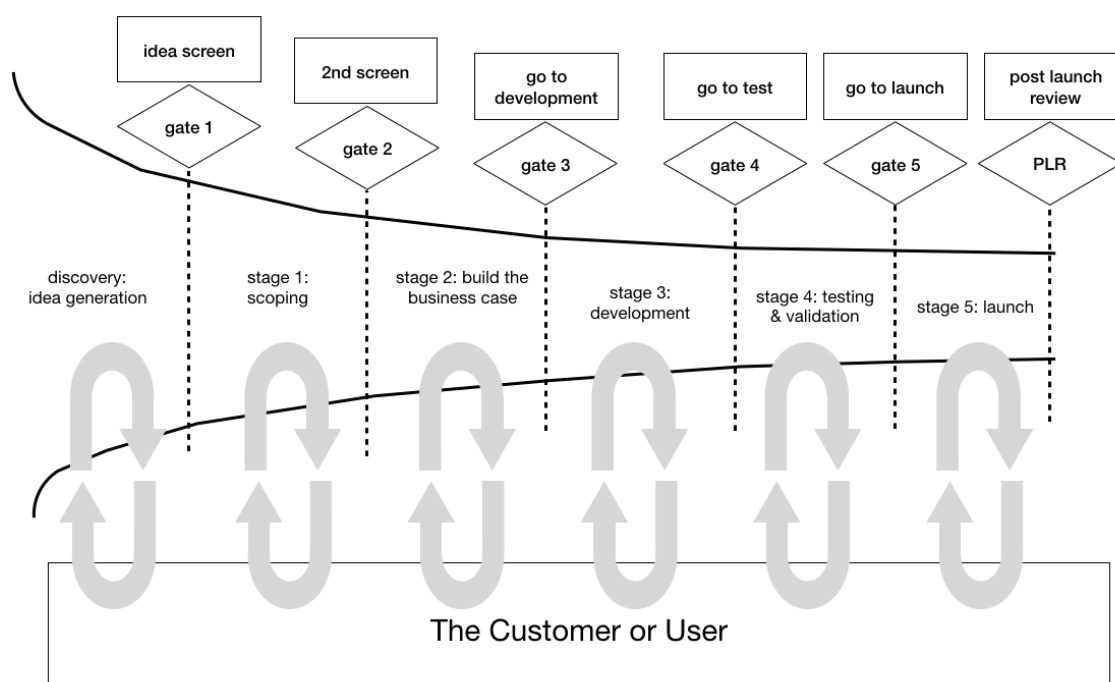 idea screen
gate 1
2nd screen
gate 2
go to
development
gate 3
go to test
gate 4
go to launch
gate 5
post launch
review
PLR
discovery:
idea generation
stage 1:
scoping
stage 2: build the
business case
stage 3:
development
stage 4: testing
& validation
stage 5: launch
The Customer or User